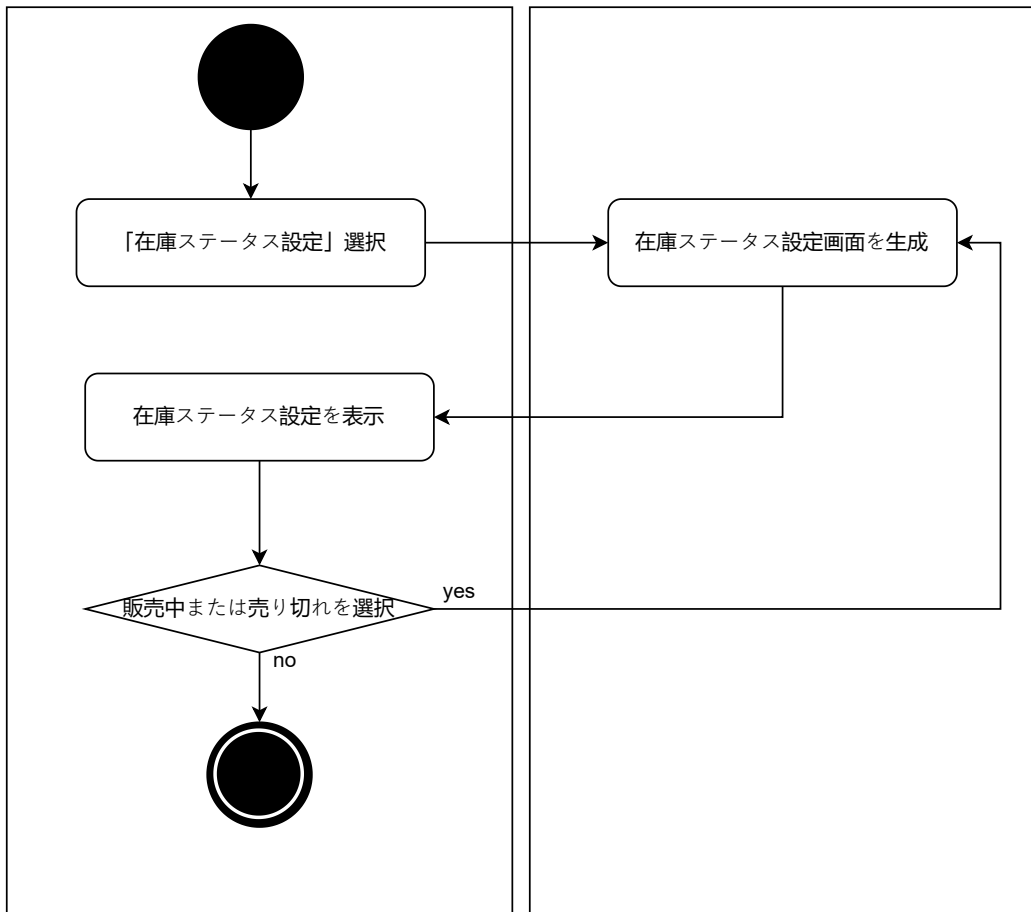 「在庫ステータス設定」選択
在庫ステータス設定画面を生成
在庫ステータス設定を表示
販売中または売り切れを選択
yes
no